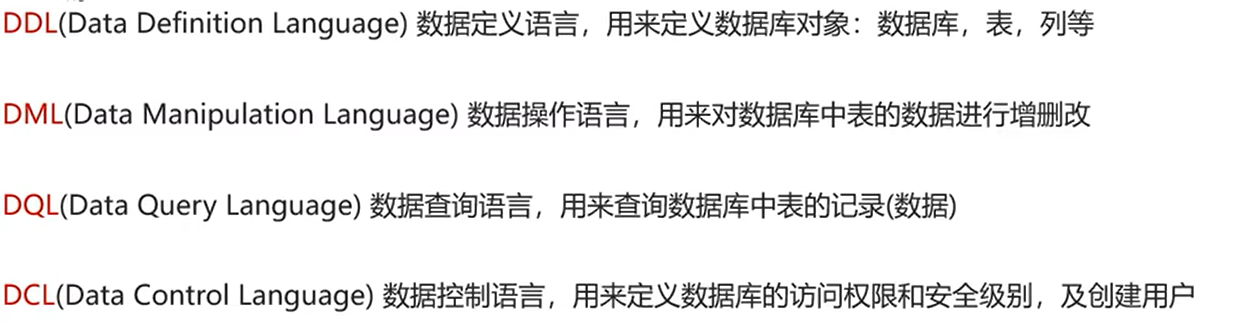 DDL(Data Definition Language) 数据定义语言，用来定义数据库对象：数据库，表，列等
DML(Data Manipulation Language) 数据操作语言，用来对数据库中表的数据进行增删改
DQL(Data Query Language) 数据查询语言，用来查询数据库中表的记录(数据)
DCL(Data Control Language) 数据控制语言，用来定义数据库的访问权限和安全级别，及创建用户